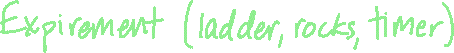 Expirement (ladder, rocks, timer)